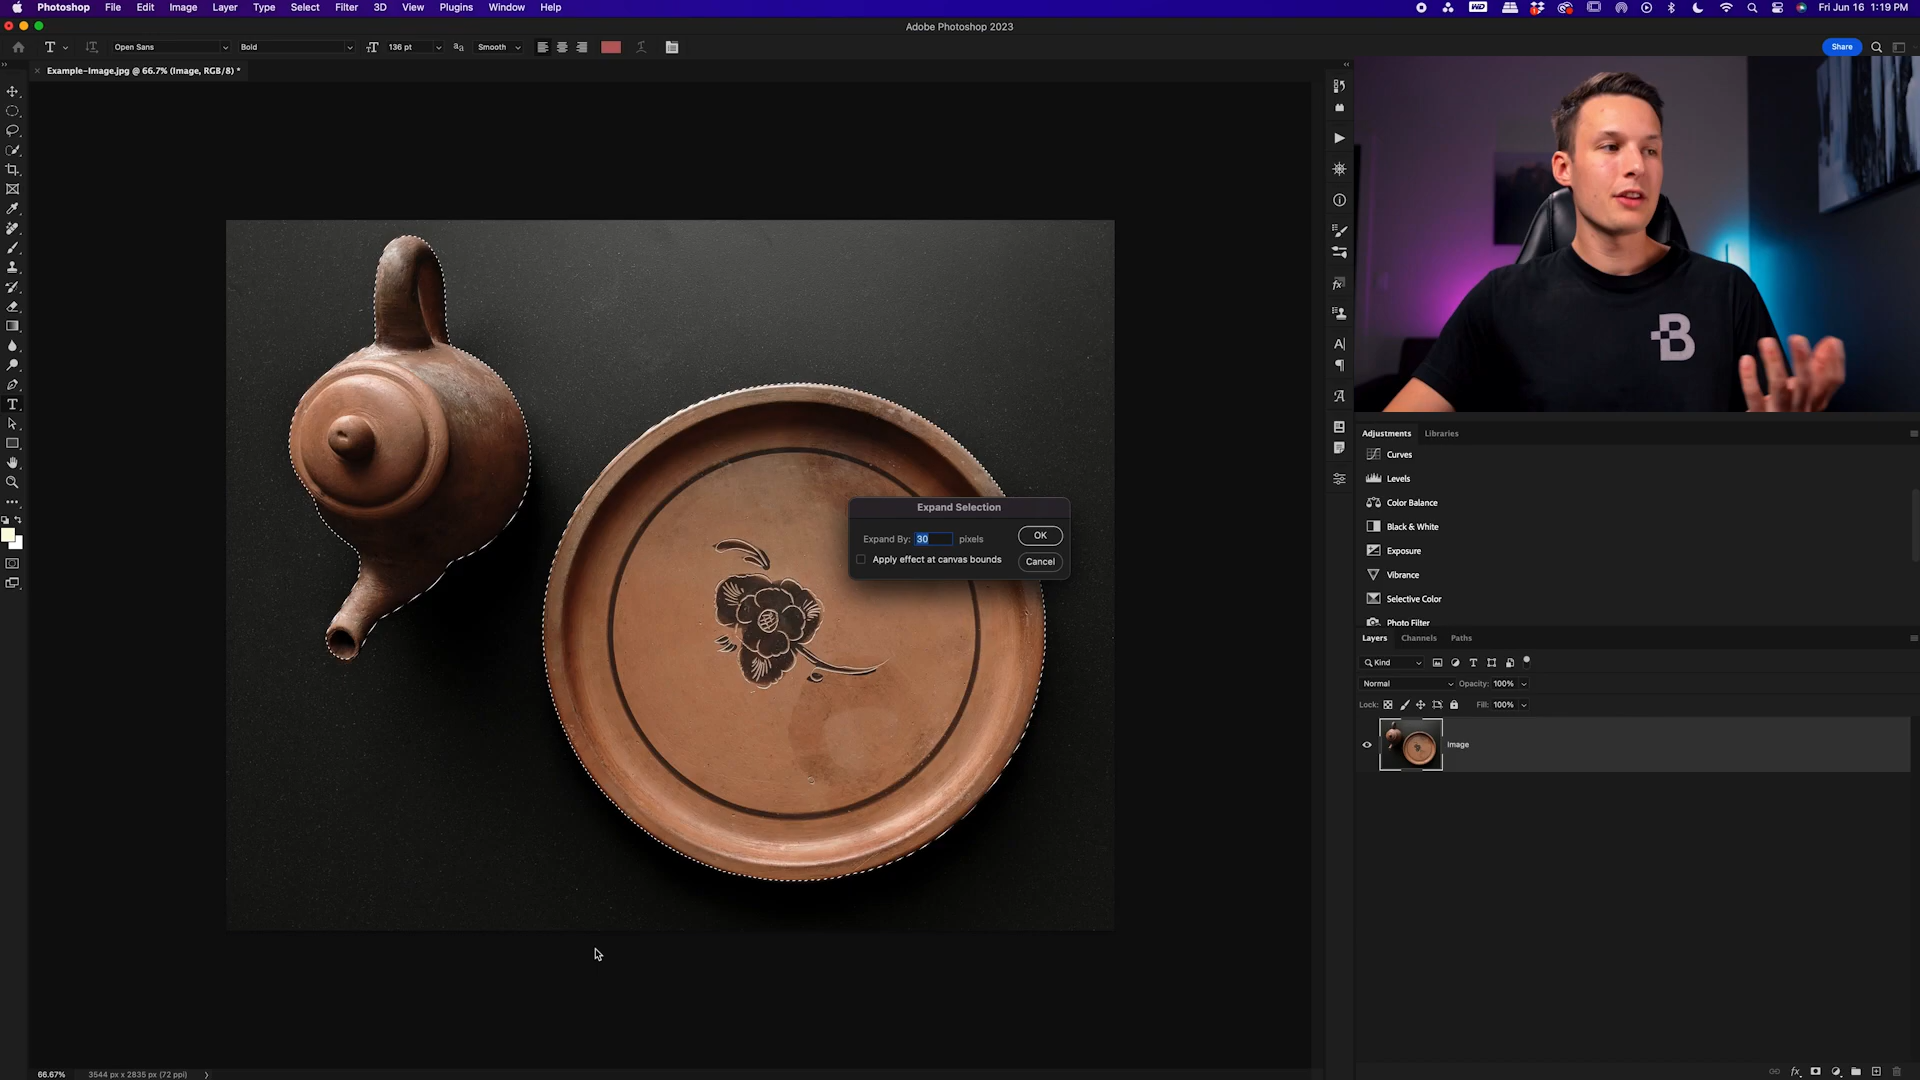 Photoshop File Edit Image Layer Type Select Filter 3D View Plugins Window Help
Fri Jun 16 1:19 PM
Adobe Photoshop 2023
Open Sans Bold 136 pt Smooth Share
Example-Image.jpg @ 66.7% (Image, RGB/8) *
B
Expand Selection
Expand By: 30 pixels OK
Apply effect at canvas bounds Cancel
Adjustments Libraries
Curves
Levels
Color Balance
Black & White
Exposure
Vibrance
Selective Color
Photo Filter
Layers Channels Paths
Kind
Normal Opacity: 100%
Lock: Fill: 100%
Image
66.67% 3544 px x 2835 px (72 ppi)